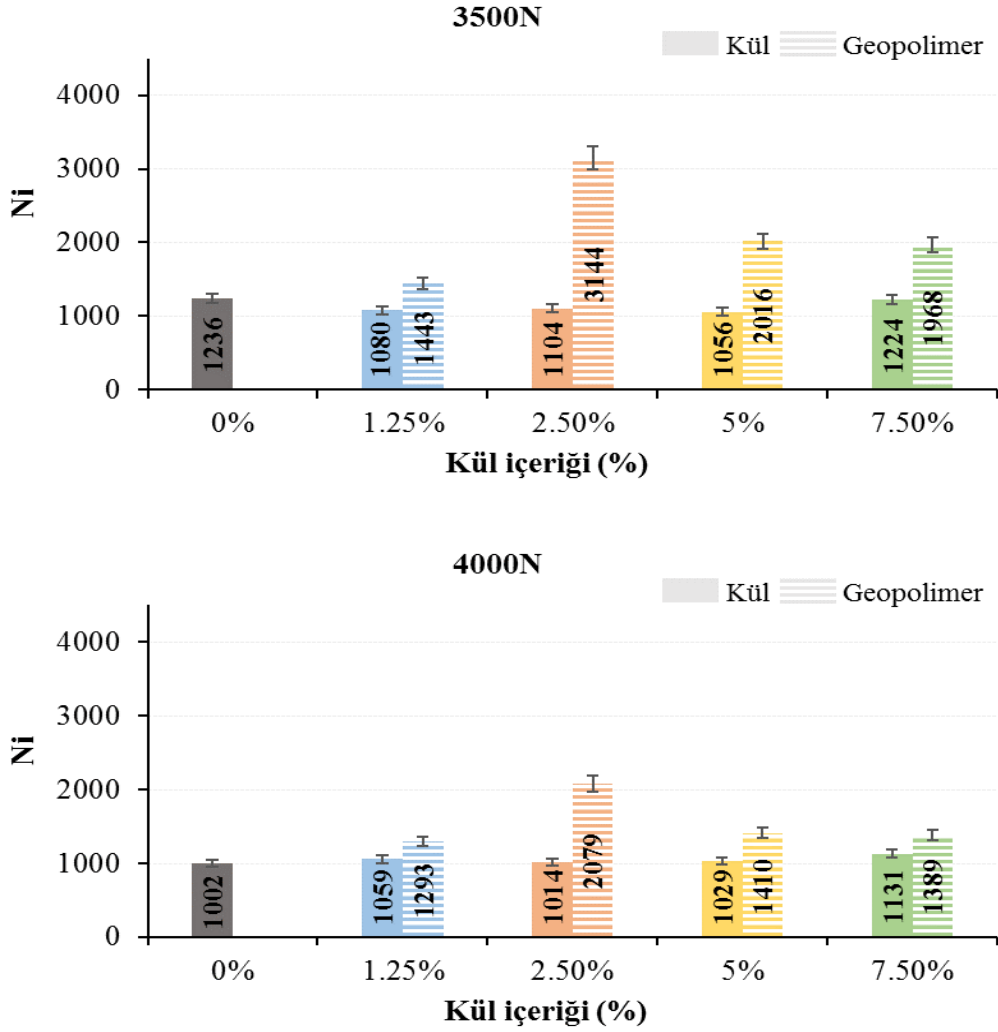 3500N
Kül Geopolimer
4000
3000
2000
1000
0
Ni
1236
1080
1443
1104
3144
1056
2016
1224
1968
0% 1.25% 2.50% 5% 7.50%
Kül içeriği (%)
4000N
Kül Geopolimer
4000
3000
2000
1000
0
Ni
1002
1059
1293
1014
2079
1029
1410
1131
1389
0% 1.25% 2.50% 5% 7.50%
Kül içeriği (%)